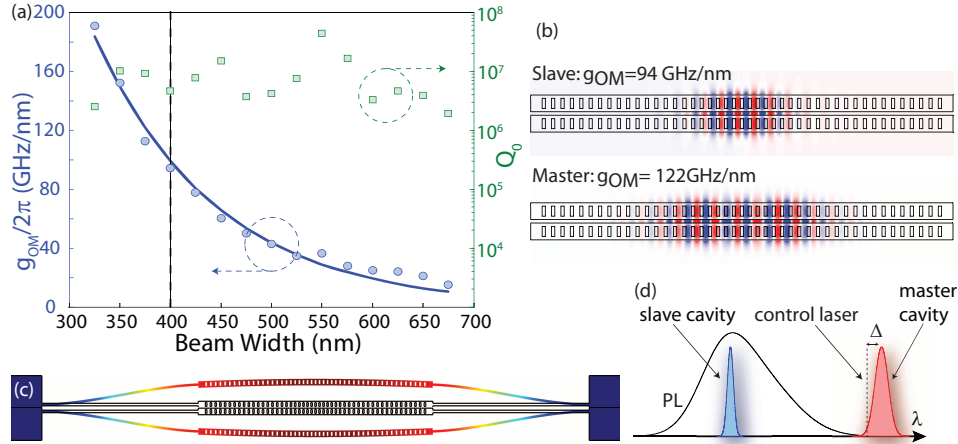 (a)
200
160
120
80
40
0
g_OM/2π (GHz/nm)
300 350 400 450 500 550 600 650 700
Beam Width (nm)
10^8
10^7
10^6
10^5
10^4
Q_0
(b)
Slave: g_OM=94 GHz/nm
Master: g_OM = 122GHz/nm
(c)
(d)
slave cavity
control laser
master
cavity
Δ
PL
λ